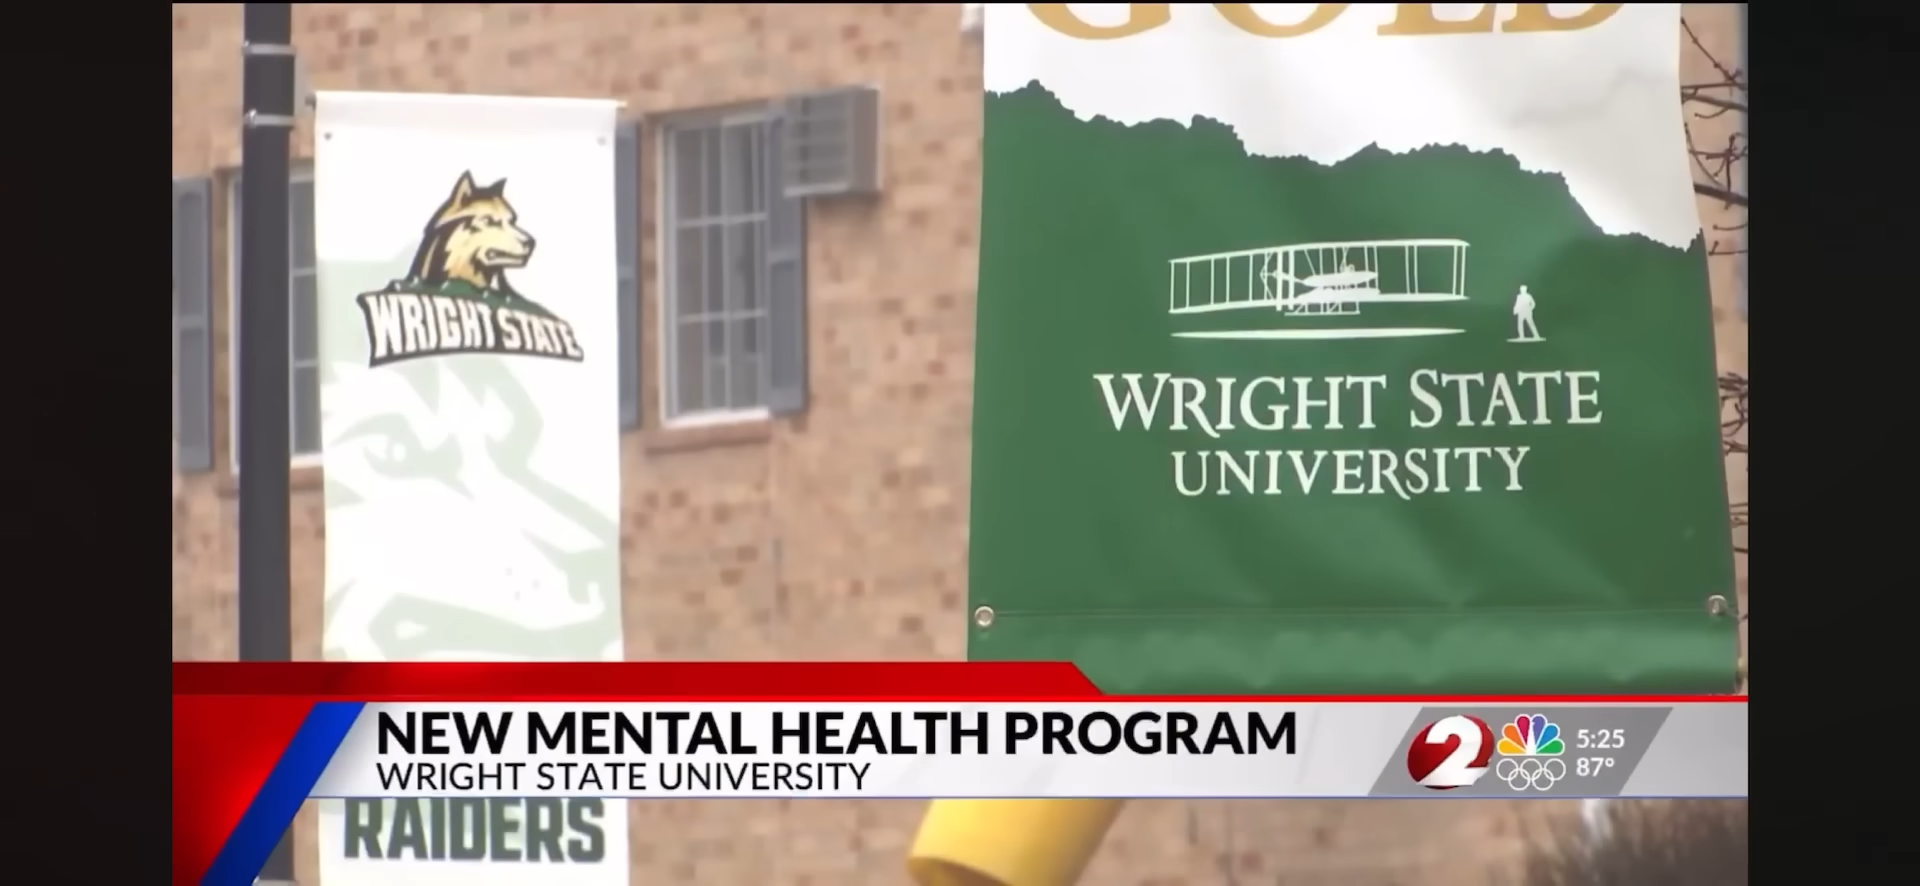 GOLD
WRIGHT STATE
WRIGHT STATE
UNIVERSITY
NEW MENTAL HEALTH PROGRAM
WRIGHT STATE UNIVERSITY
2
5:25
87°
RAIDERS